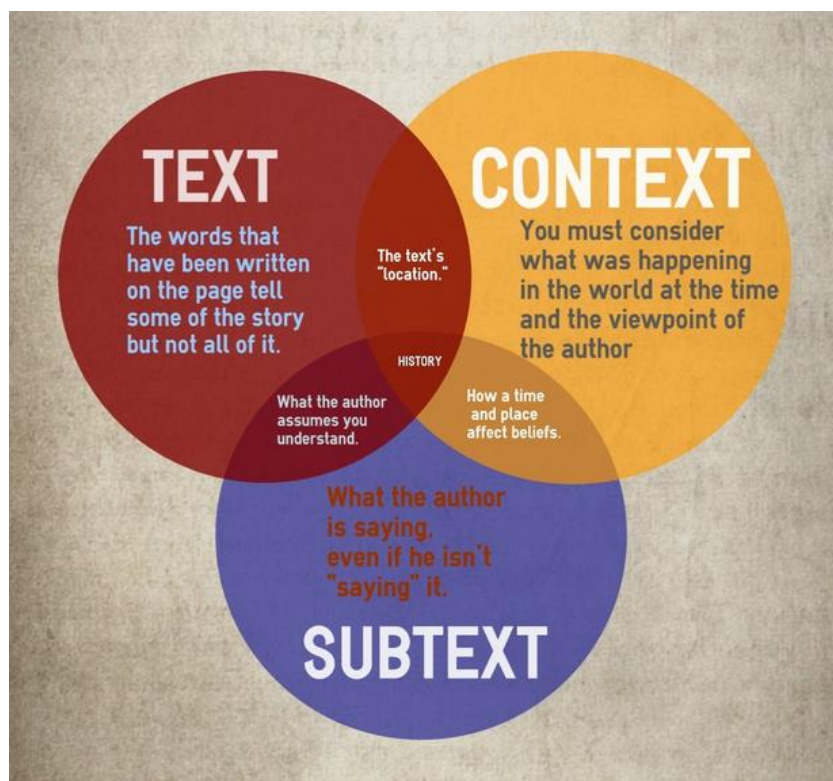 TEXT
The words that
have been written
on the page tell
some of the story
but not all of it.
CONTEXT
You must consider
what was happening
in the world at the time
and the viewpoint of
the author
The text's
"location."
HISTORY
What the author
assumes you
understand.
How a time
and place
affect beliefs.
What the author
is saying,
even if he isn't
"saying" it.
SUBTEXT